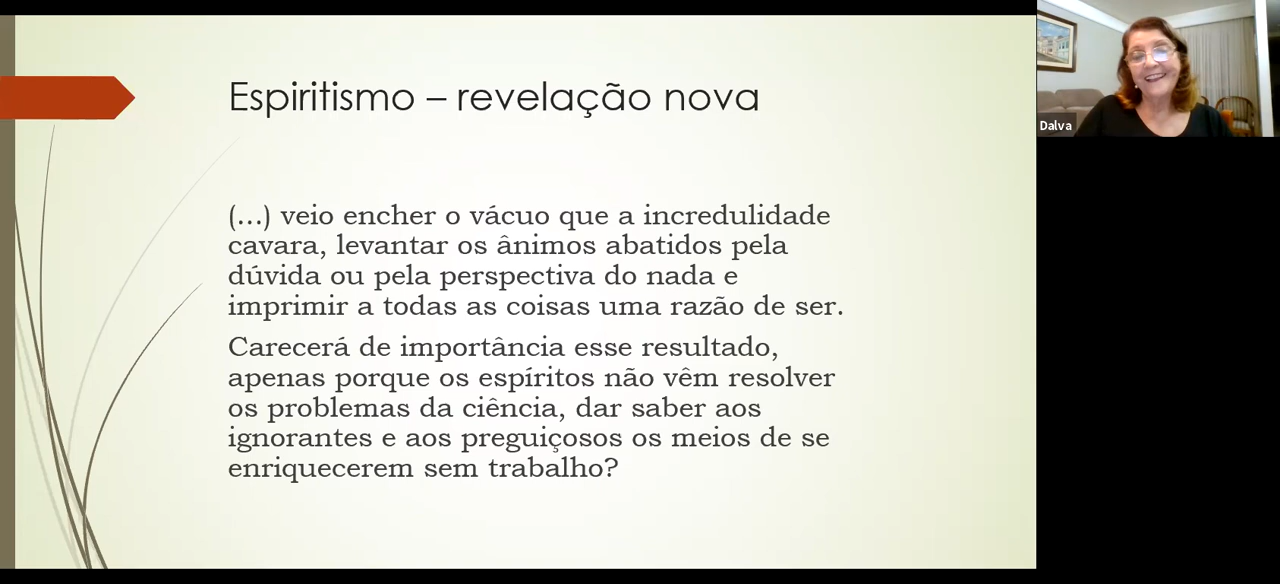 Espiritismo – revelação nova
(...) veio encher o vácuo que a incredulidade
cavara, levantar os ânimos abatidos pela
dúvida ou pela perspectiva do nada e
imprimir a todas as coisas uma razão de ser.
Carecerá de importância esse resultado,
apenas porque os espíritos não vêm resolver
os problemas da ciência, dar saber aos
ignorantes e aos preguiçosos os meios de se
enriquecerem sem trabalho?
Dalva